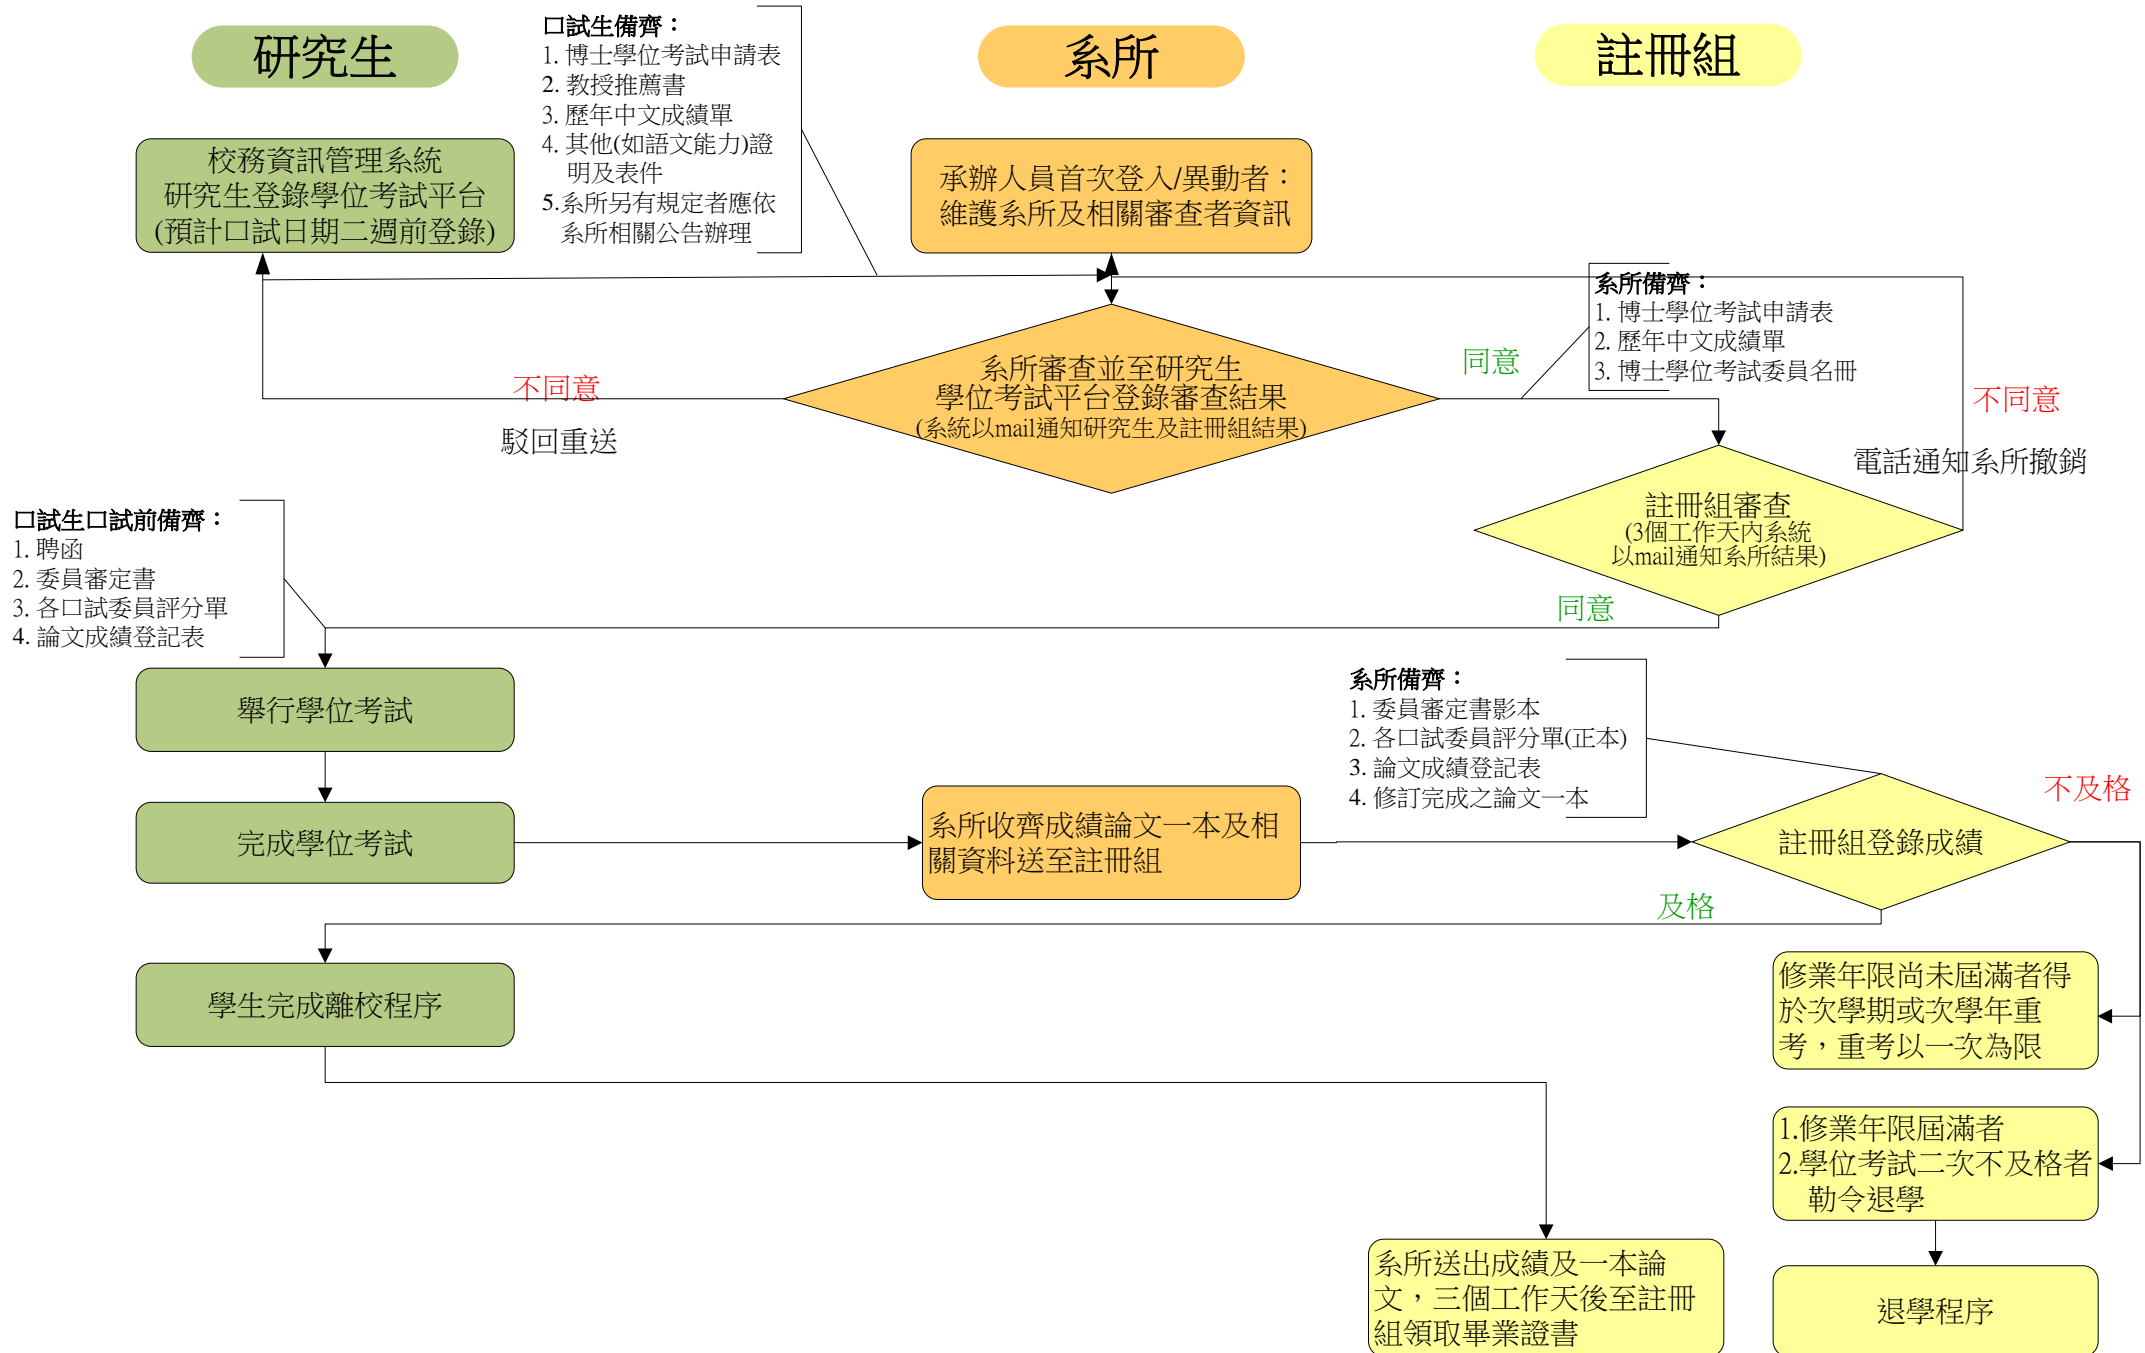 研究生
系所
註冊組
口試生備齊：
1. 博士學位考試申請表
2. 教授推薦書
3. 歷年中文成績單
4. 其他(如語文能力)證
明及表件
5.系所另有規定者應依
系所相關公告辦理
校務資訊管理系統
研究生登錄學位考試平台
(預計口試日期二週前登錄)
承辦人員首次登入/異動者：
維護系所及相關審查者資訊
系所備齊：
1. 博士學位考試申請表
2. 歷年中文成績單
3. 博士學位考試委員名冊
系所審查並至研究生
學位考試平台登錄審查結果
(系統以mail通知研究生及註冊組結果)
同意
不同意
駁回重送
不同意
電話通知系所撤銷
註冊組審查
(3個工作天內系統
以mail通知系所結果)
同意
口試生口試前備齊：
1. 聘函
2. 委員審定書
3. 各口試委員評分單
4. 論文成績登記表
舉行學位考試
系所備齊：
1. 委員審定書影本
2. 各口試委員評分單(正本)
3. 論文成績登記表
4. 修訂完成之論文一本
完成學位考試
系所收齊成績論文一本及相
關資料送至註冊組
註冊組登錄成績
不及格
及格
學生完成離校程序
修業年限尚未屆滿者得
於次學期或次學年重
考，重考以一次為限
1.修業年限屆滿者
2.學位考試二次不及格者
勒令退學
系所送出成績及一本論
文，三個工作天後至註冊
組領取畢業證書
退學程序